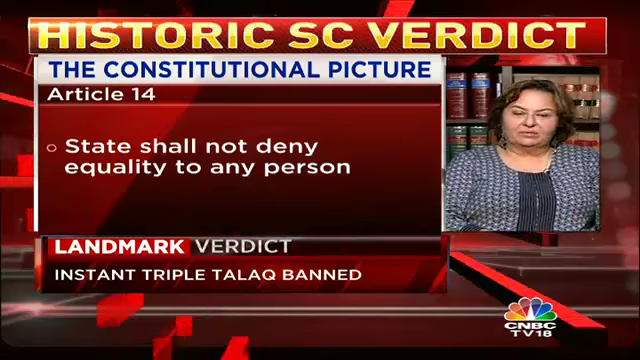 HISTORIC SC VERDICT
THE CONSTITUTIONAL PICTURE
Article 14
State shall not deny
equality to any person
LANDMARK VERDICT
INSTANT TRIPLE TALAQ BANNED
CNBC
TV18